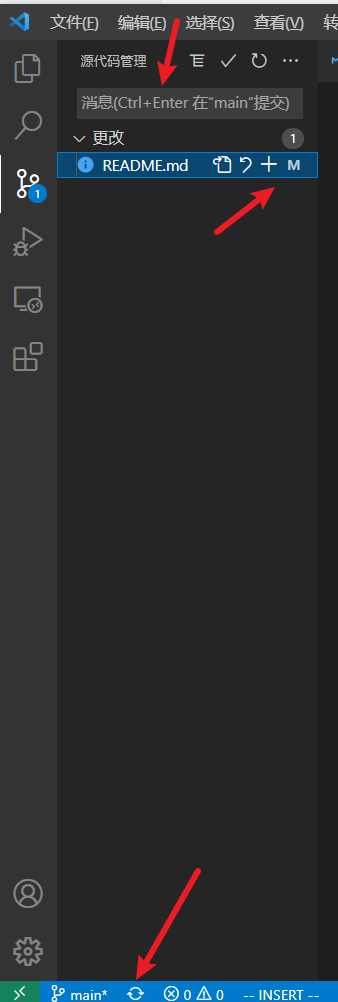 文件(F) 编辑(E) 选择(S) 查看(V) 转
源代码管理
消息(Ctrl+Enter 在"main"提交)
更改 1
README.md M
1
main* 0 0 -- INSERT --